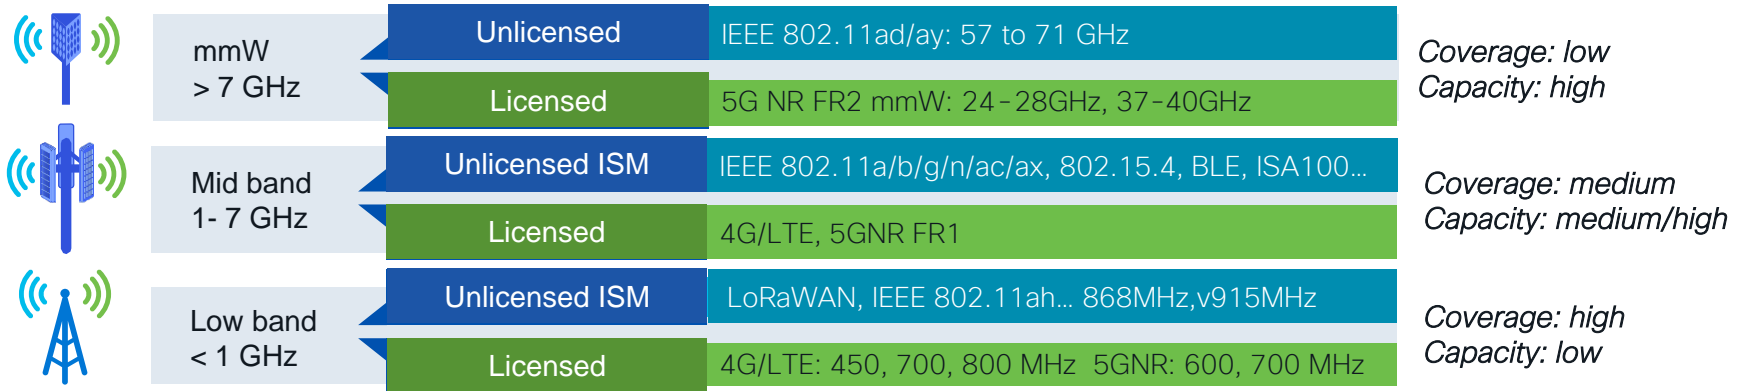 mmW
> 7 GHz
Unlicensed
IEEE 802.11ad/ay: 57 to 71 GHz
Licensed
5G NR FR2 mmW: 24-28GHz, 37-40GHz
Coverage: low
Capacity: high
Mid band
1- 7 GHz
Unlicensed ISM
IEEE 802.11a/b/g/n/ac/ax, 802.15.4, BLE, ISA100...
Licensed
4G/LTE, 5GNR FR1
Coverage: medium
Capacity: medium/high
Low band
< 1 GHz
Unlicensed ISM
LoRaWAN, IEEE 802.11ah... 868MHz,v915MHz
Licensed
4G/LTE: 450, 700, 800 MHz 5GNR: 600, 700 MHz
Coverage: high
Capacity: low